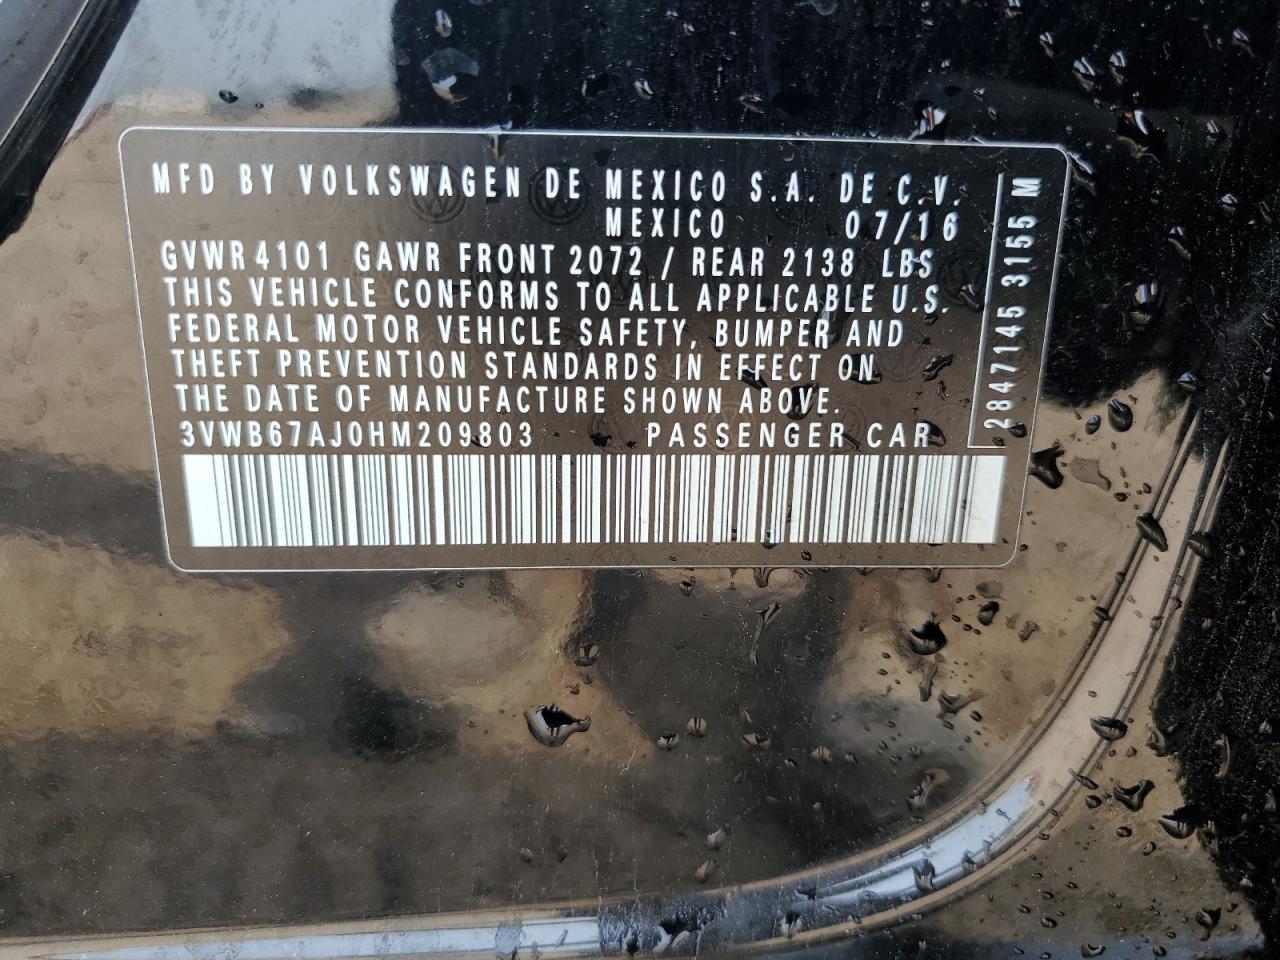 MFD BY VOLKSWAGEN DE MEXICO S.A. DE C.V.
MEXICO 07/16
GVWR 4101 GAWR FRONT 2072 / REAR 2138 LBS
THIS VEHICLE CONFORMS TO ALL APPLICABLE U.S.
FEDERAL MOTOR VEHICLE SAFETY, BUMPER AND
THEFT PREVENTION STANDARDS IN EFFECT ON
THE DATE OF MANUFACTURE SHOWN ABOVE.
3VWB67AJ0HM209803 PASSENGER CAR
2847145 3155 M